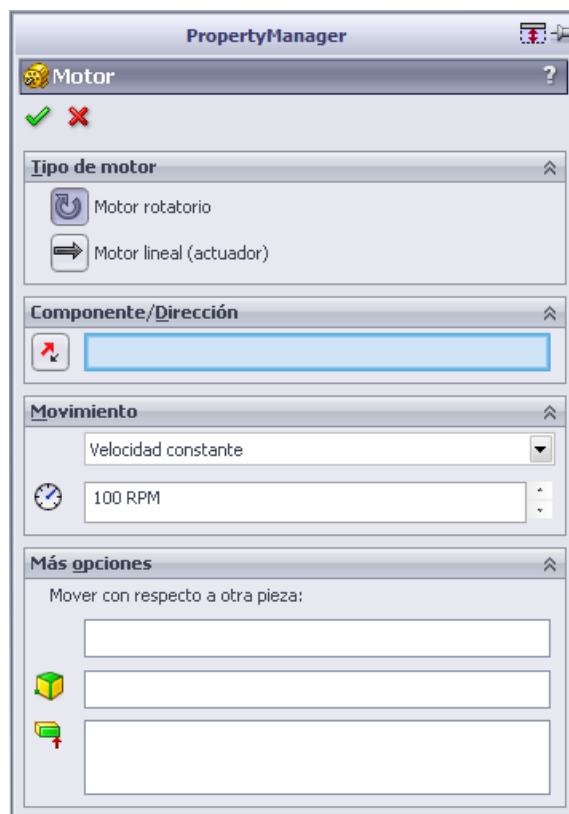 PropertyManager
Motor ?
Tipo de motor
Motor rotatorio
Motor lineal (actuador)
Componente/Dirección
Movimiento
Velocidad constante
100 RPM
Más opciones
Mover con respecto a otra pieza: